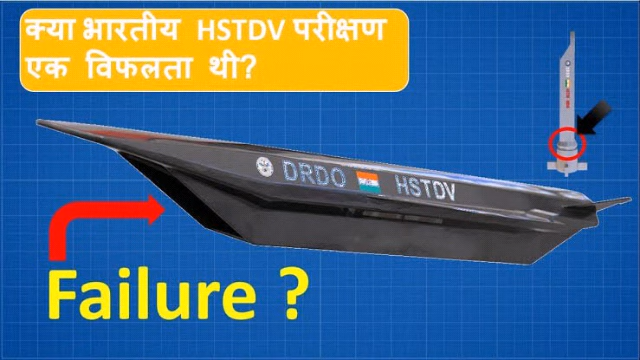 क्या भारतीय HSTDV परीक्षण
एक विफलता थी?
DRDO HSTDV
Failure ?